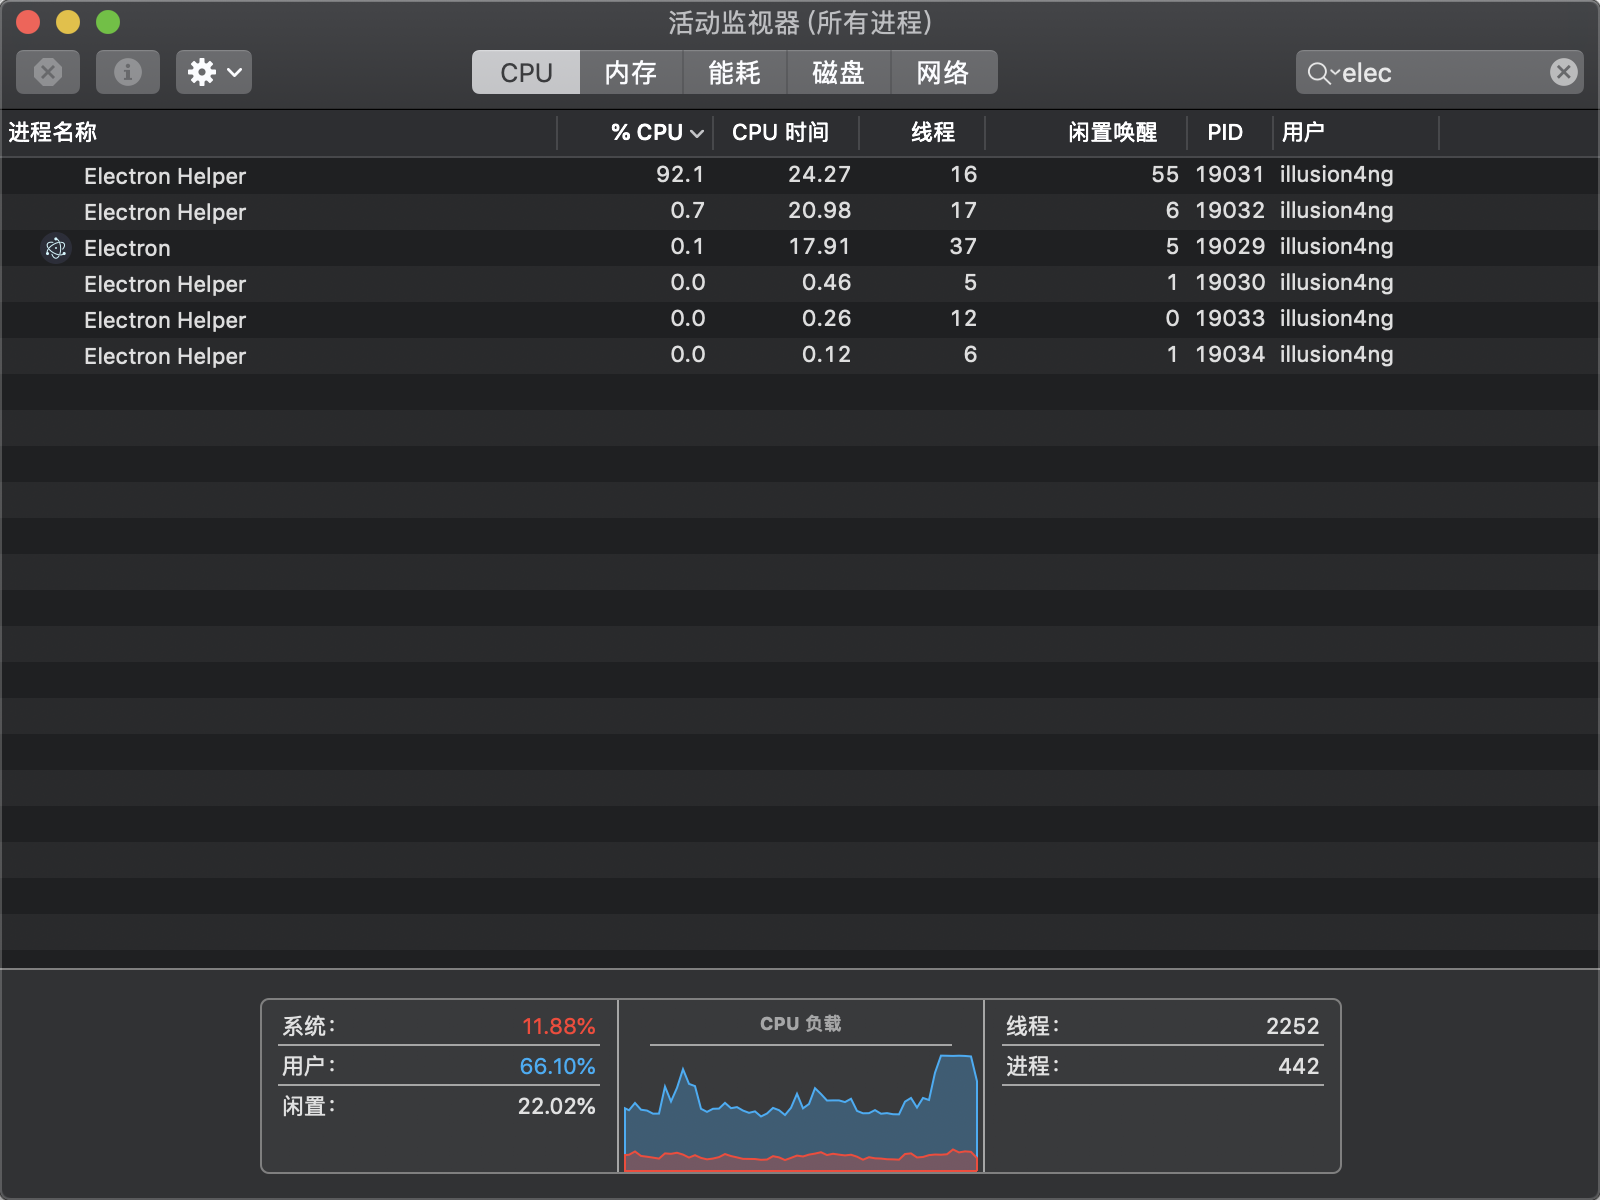 活动监视器 (所有进程)
CPU 内存 能耗 磁盘 网络 elec
进程名称 % CPU CPU 时间 线程 闲置唤醒 PID 用户
Electron Helper 92.1 24.27 16 55 19031 illusion4ng
Electron Helper 0.7 20.98 17 6 19032 illusion4ng
Electron 0.1 17.91 37 5 19029 illusion4ng
Electron Helper 0.0 0.46 5 1 19030 illusion4ng
Electron Helper 0.0 0.26 12 0 19033 illusion4ng
Electron Helper 0.0 0.12 6 1 19034 illusion4ng
系统: 11.88% CPU 负载 线程: 2252
用户: 66.10% 进程: 442
闲置: 22.02%